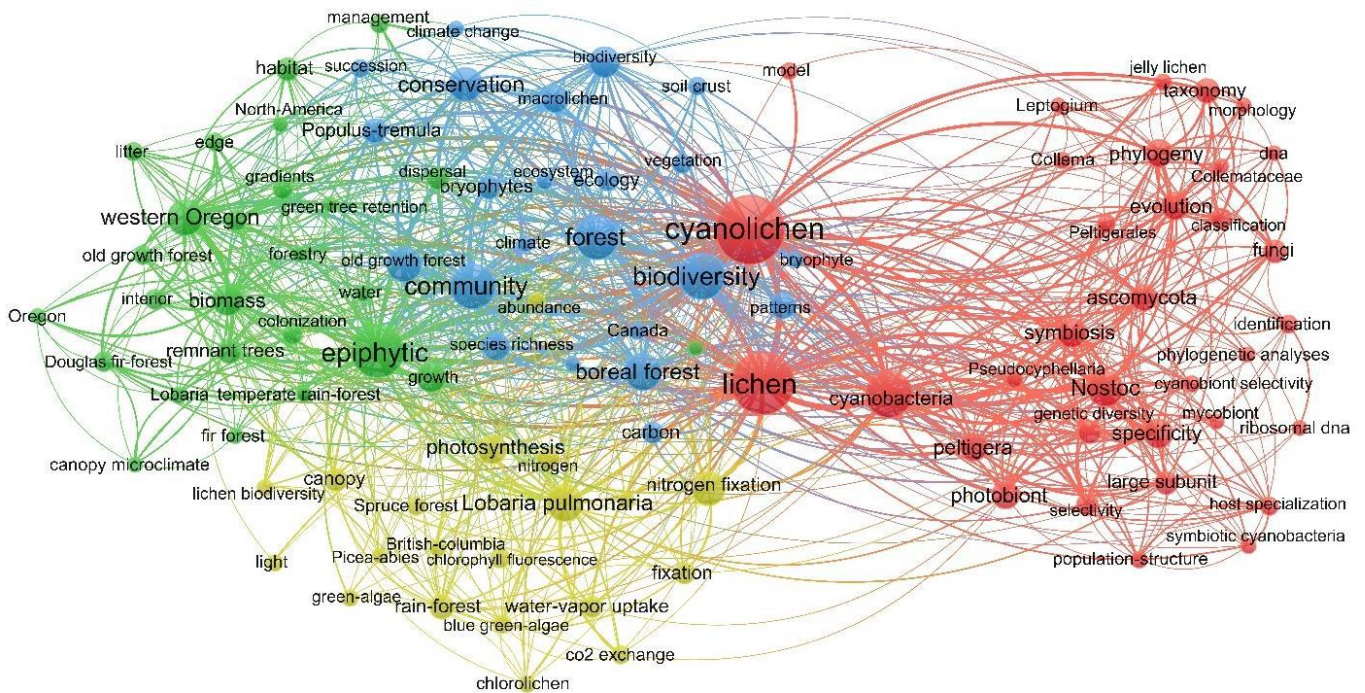 management
climate change
habitat
succession
conservation
biodiversity
macrolichen
soil crust
model
jelly lichen
taxonomy
Leptogium
morphology
North-America
Populus-tremula
litter
edge
gradients
dispersal
bryophytes
ecosystem
ecology
vegetation
Collema
phylogeny
dna
Collemataceae
western Oregon
green tree retention
cyanolichen
evolution
Peltigerales
classification
old growth forest
forestry
old growth forest
climate
forest
bryophyte
fungi
interior
biomass
water
community
abundance
biodiversity
patterns
ascomycota
Oregon
colonization
Canada
symbiosis
identification
Douglas fir-forest
remnant trees
epiphytic
species richness
phylogenetic analyses
growth
boreal forest
lichen
cyanobacteria
Pseudocyphellaria
Nostoc
cyanobiont selectivity
Lobaria
temperate rain-forest
genetic diversity
mycobiont
ribosomal dna
fir forest
carbon
specificity
canopy microclimate
photosynthesis
nitrogen
peltigera
lichen biodiversity
canopy
Spruce forest
Lobaria pulmonaria
nitrogen fixation
photobiont
large subunit
selectivity
host specialization
British-columbia
symbiotic cyanobacteria
light
Picea-abies
chlorophyll fluorescence
fixation
population-structure
green-algae
rain-forest
water-vapor uptake
blue green-algae
co2 exchange
chlorolichen